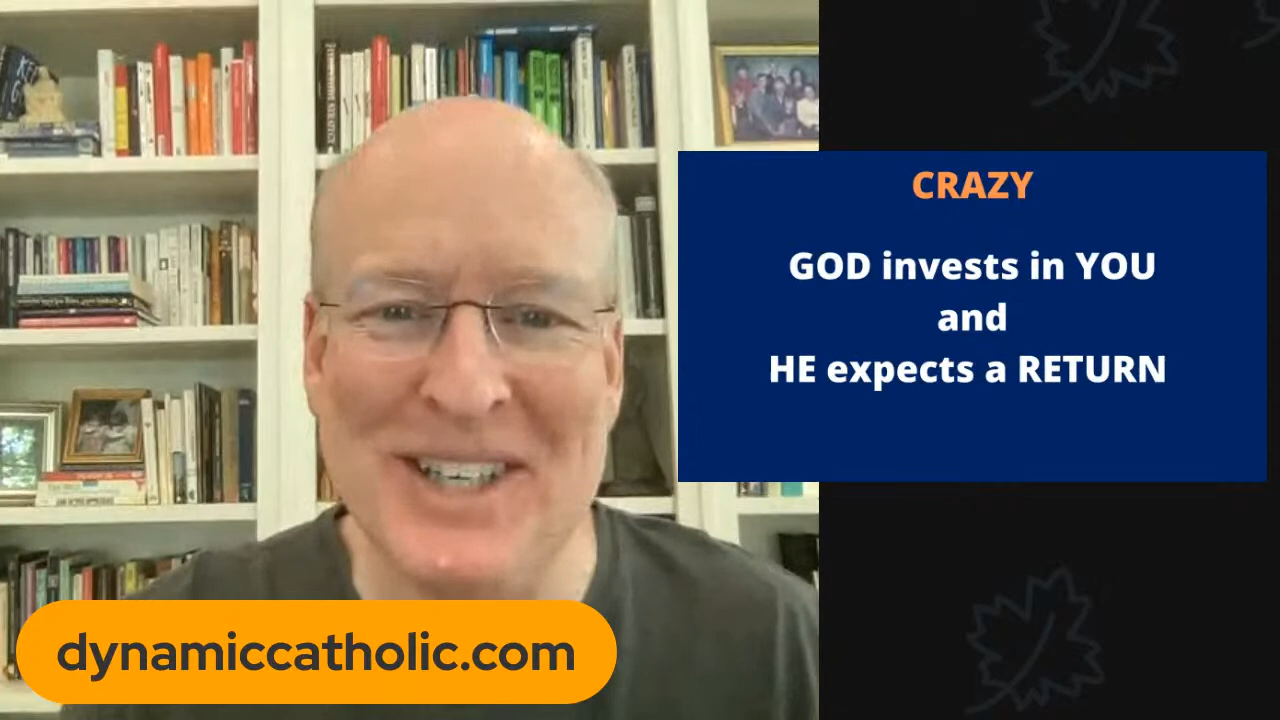 CRAZY
GOD invests in YOU
and
HE expects a RETURN
dynamiccatholic.com